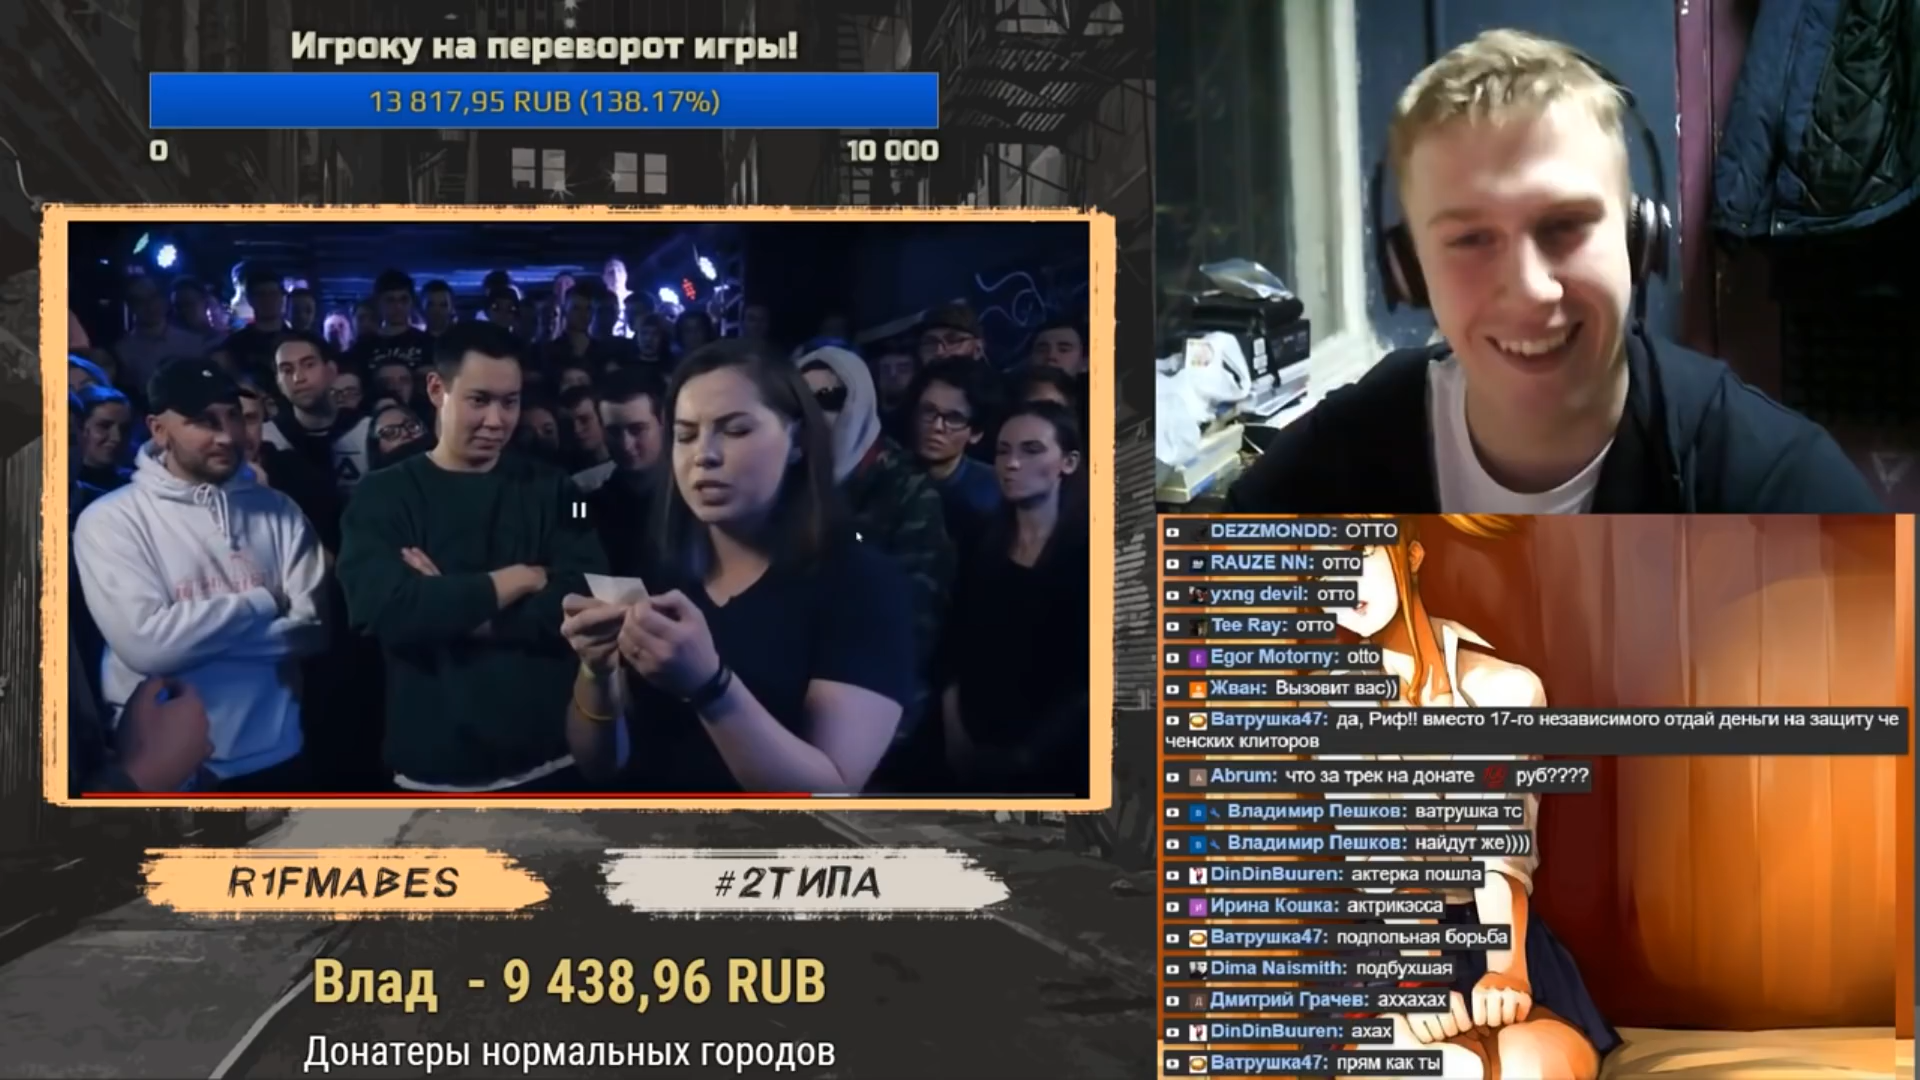 Игроку на переворот игры!
13 817,95 RUB (138.17%)
0
10 000
R1FMABES
#2ТИПА
Влад - 9 438,96 RUB
Донатеры нормальных городов
DEZZMONDD: ОТТО
RAUZE NN: отто
yxng devil: отто
Tee Ray: отто
Egor Motorny: otto
Жван: Вызовит вас))
Ватрушка47: да, Риф!! вместо 17-го независимого отдай деньги на защиту че
ченских клиторов
Abrum: что за трек на донате 💯 руб????
Владимир Пешков: ватрушка тс
Владимир Пешков: найдут же))))
DinDinBuuren: актерка пошла
Ирина Кошка: актрикэсса
Ватрушка47: подпольная борьба
Dima Naismith: подбухшая
Дмитрий Грачев: аххахах
DinDinBuuren: ахах
Ватрушка47: прям как ты